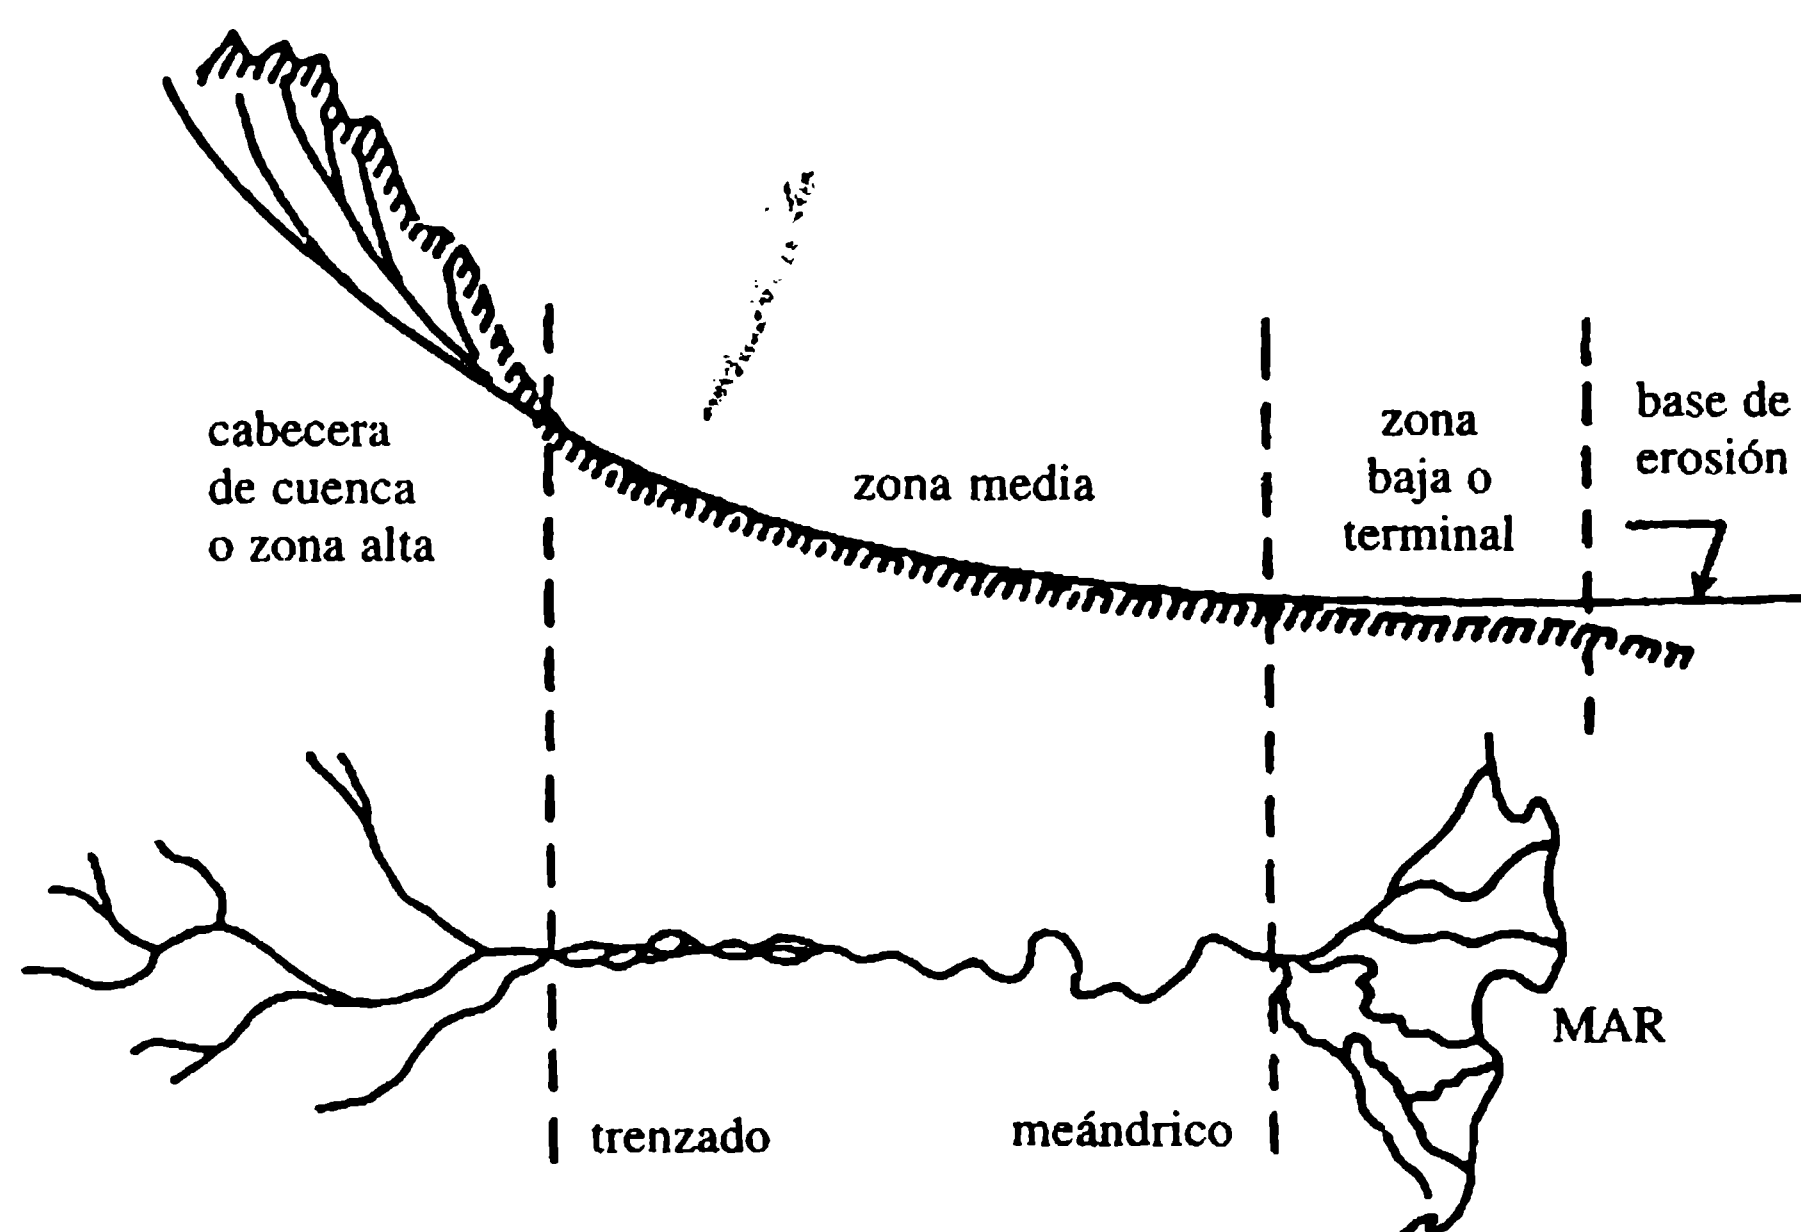 cabecera
de cuenca
o zona alta
zona media
zona
baja o
terminal
base de
erosión
MAR
trenzado
meándrico